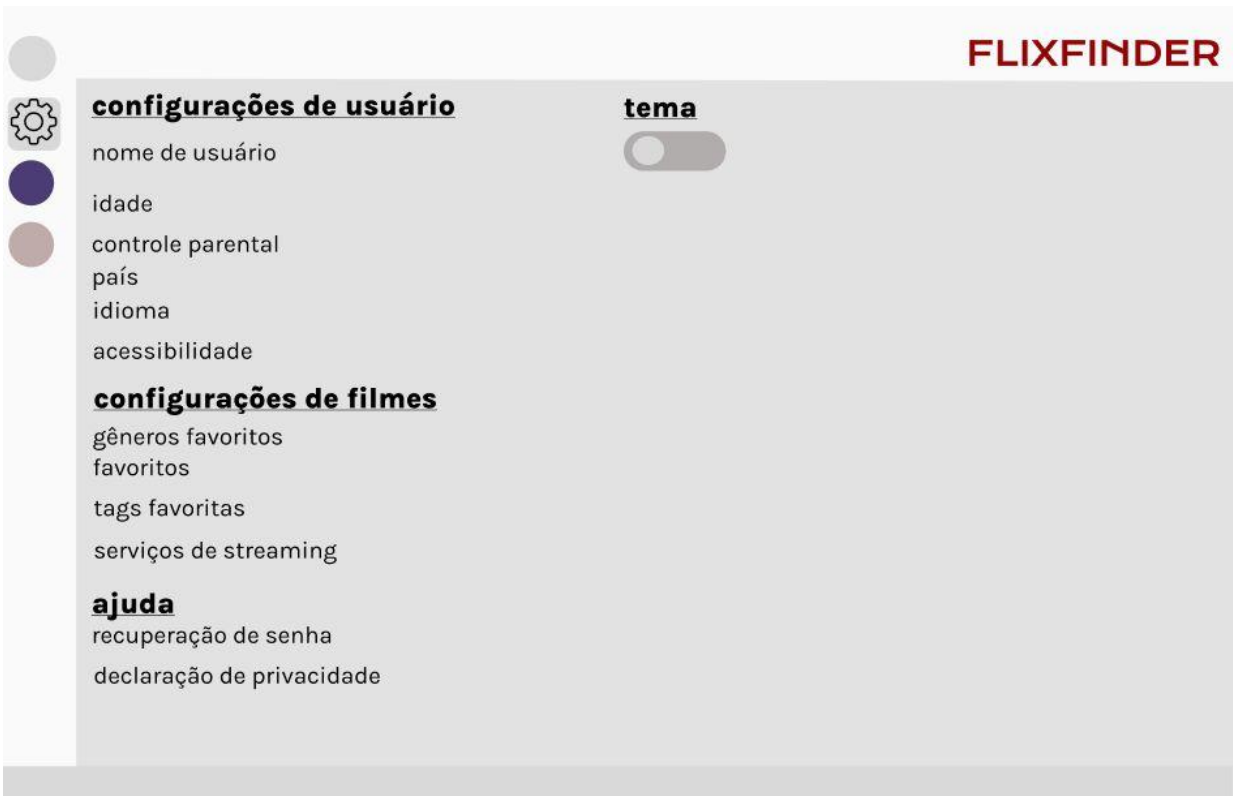 FLIXFINDER
configurações de usuário
nome de usuário
idade
controle parental
país
idioma
acessibilidade
configurações de filmes
gêneros favoritos
favoritos
tags favoritas
serviços de streaming
ajuda
recuperação de senha
declaração de privacidade
tema